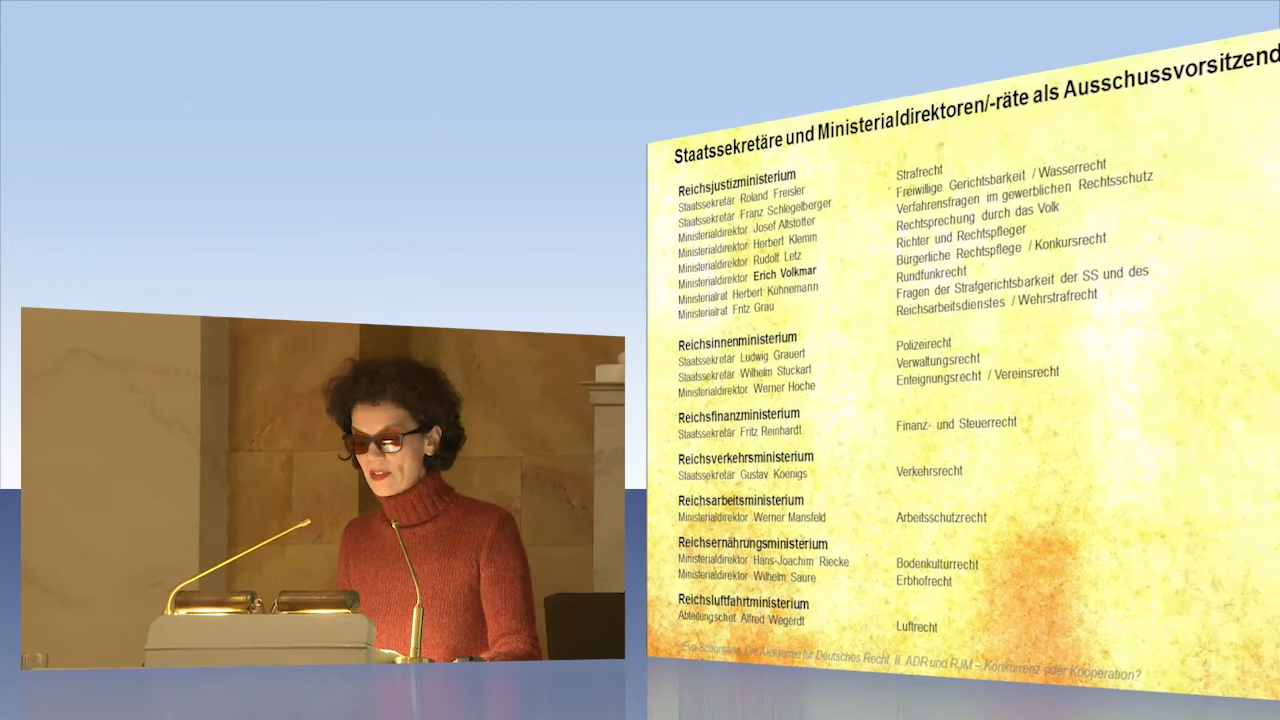 Staatssekretäre und Ministerialdirektoren/-räte als Ausschussvorsitzend
Reichsjustizministerium
Staatssekretär Roland Freisler
Staatssekretär Franz Schlegelberger
Ministerialdirektor Josef Altstötter
Ministerialdirektor Herbert Klemm
Ministerialdirektor Rudolf Letz
Ministerialdirektor Erich Volkmar
Ministerialrat Herbert Kühnemann
Ministerialrat Fritz Grau
Strafrecht
Freiwillige Gerichtsbarkeit / Wasserrecht
Verfahrensfragen im gewerblichen Rechtsschutz
Rechtsprechung durch das Volk
Richter und Rechtspfleger
Bürgerliche Rechtspflege / Konkursrecht
Rundfunkrecht
Fragen der Strafgerichtsbarkeit der SS und des
Reichsarbeitsdienstes / Wehrstrafrecht
Reichsinnenministerium
Staatssekretär Ludwig Grauert
Staatssekretär Wilhelm Stuckart
Ministerialdirektor Werner Hoche
Polizeirecht
Verwaltungsrecht
Enteignungsrecht / Vereinsrecht
Reichsfinanzministerium
Staatssekretär Fritz Reinhardt
Finanz- und Steuerrecht
Reichsverkehrsministerium
Staatssekretär Gustav Koenigs
Verkehrsrecht
Reichsarbeitsministerium
Ministerialdirektor Werner Mansfeld
Arbeitsschutzrecht
Reichsernährungsministerium
Ministerialdirektor Hans-Joachim Riecke
Ministerialdirektor Wilhelm Saure
Bodenkulturrecht
Erbhofrecht
Reichsluftfahrtministerium
Abteilungschef Alfred Wegerdt
Luftrecht
Eva Schumann, Die Akademie für Deutsches Recht, II. ADR und RJM – Konkurrenz oder Kooperation?